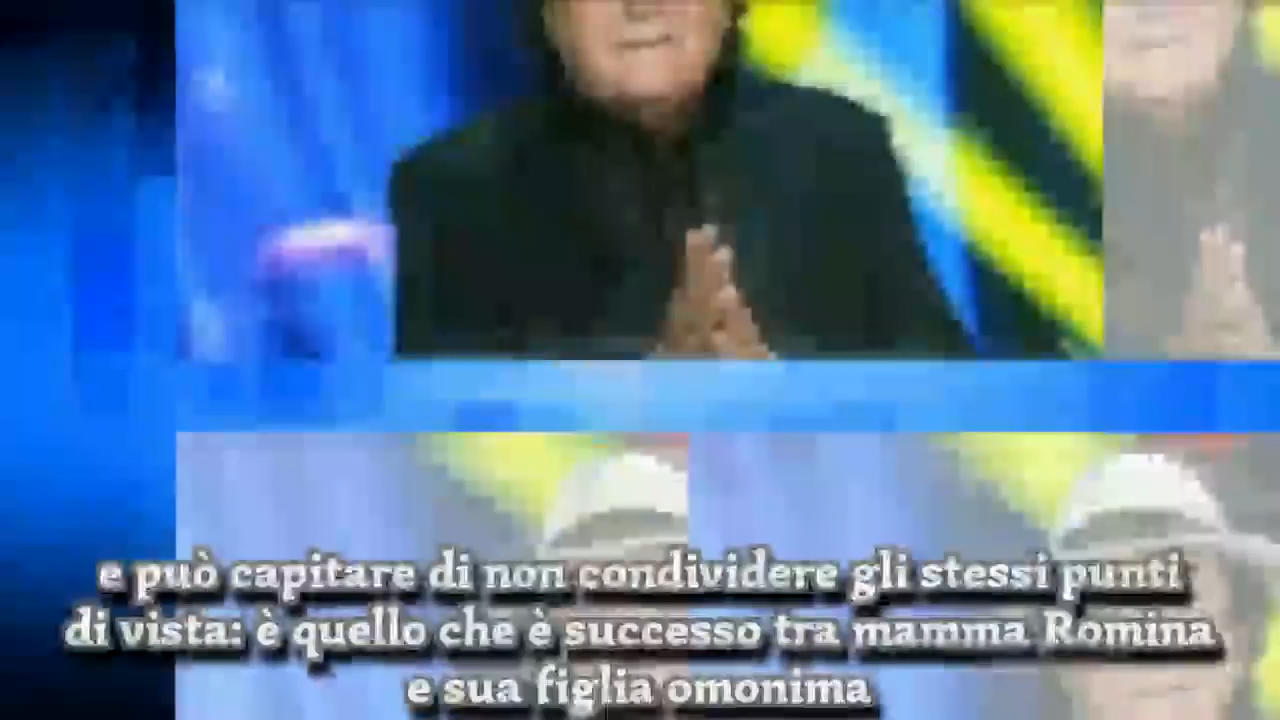 e può capitare di non condividere gli stessi punti
di vista: è quello che è successo tra mamma Romina
e sua figlia omonima